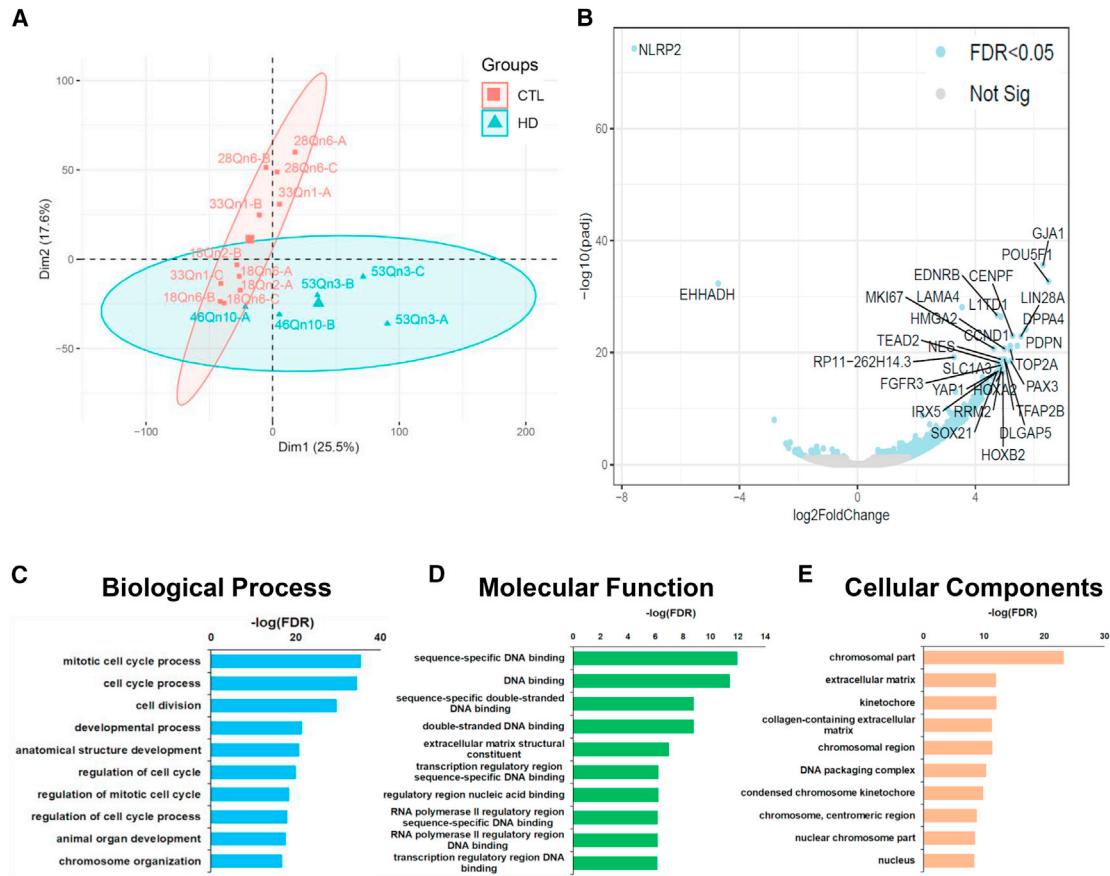 A
Groups
CTL
HD
Dim2 (17.6%)
100
50
0
−50
28Qn6-A
28Qn6-B
28Qn6-C
33Qn1-A
33Qn1-B
18Qn2-B
53Qn3-C
33Qn1-C
18Qn6-A
53Qn3-B
18Qn2-A
18Qn6-B
18Qn6-C
46Qn10-A
46Qn10-B
53Qn3-A
−100
0
100
200
Dim1 (25.5%)
B
NLRP2
FDR<0.05
Not Sig
−log10(padj)
60
40
20
0
GJA1
POU5F1
EDNRB
CENPF
EHHADH
MKI67
LAMA4
L1TD1
LIN28A
HMGA2
DPPA4
CCND1
TEAD2
NES
PDPN
RP11−262H14.3
SLC1A3
TOP2A
FGFR3
YAP1
HOXA2
PAX3
IRX5
RRM2
TFAP2B
SOX21
DLGAP5
HOXB2
−8
−4
0
4
log2FoldChange
C
Biological Process
-log(FDR)
0
20
40
mitotic cell cycle process
cell cycle process
cell division
developmental process
anatomical structure development
regulation of cell cycle
regulation of mitotic cell cycle
regulation of cell cycle process
animal organ development
chromosome organization
D
Molecular Function
-log(FDR)
0 2 4 6 8 10 12 14
sequence-specific DNA binding
DNA binding
sequence-specific double-stranded
DNA binding
double-stranded DNA binding
extracellular matrix structural
constituent
transcription regulatory region
sequence-specific DNA binding
regulatory region nucleic acid binding
RNA polymerase II regulatory region
sequence-specific DNA binding
RNA polymerase II regulatory region
DNA binding
transcription regulatory region DNA
binding
E
Cellular Components
-log(FDR)
0 10 20 30
chromosomal part
extracellular matrix
kinetochore
collagen-containing extracellular
matrix
chromosomal region
DNA packaging complex
condensed chromosome kinetochore
chromosome, centromeric region
nuclear chromosome part
nucleus